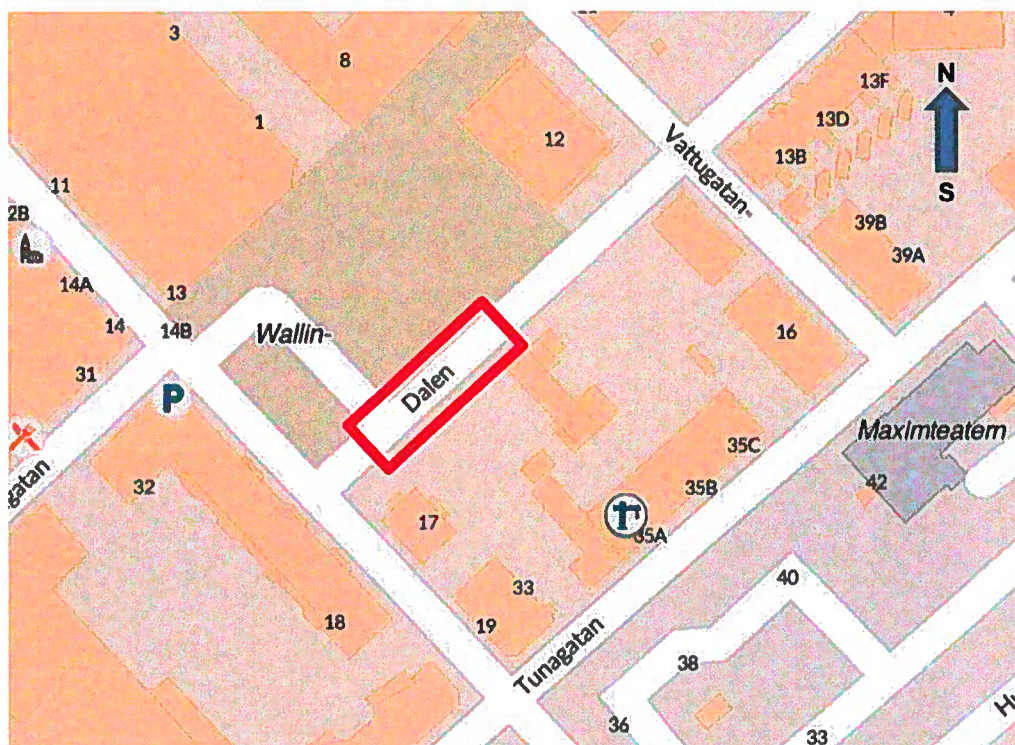 3
8
1
12
13F
13D
13B
N
S
Vattugatan-
39B
39A
11
2B
14A
13
14
14B
Wallin-
16
31
P
Dalen
Maximteatern
35C
35B
42
gatan
32
17
35A
33
40
18
19
Tunagatan
38
36
33